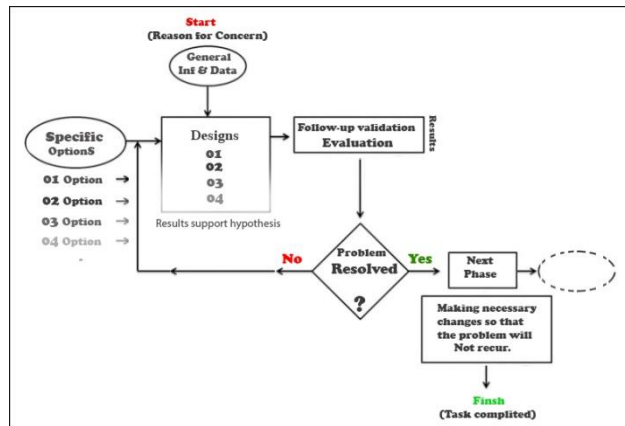 Start
(Reason for Concern)
General
Inf & Data
Specific
OptionS
01 Option
02 Option
03 Option
04 Option
Designs
01
02
03
04
Results support hypothesis
Follow-up validation
Evaluation
Results
Problem
Resolved
?
No
Yes
Next
Phase
Making necessary
changes so that
the problem will
Not recur.
Finsh
(Task complited)